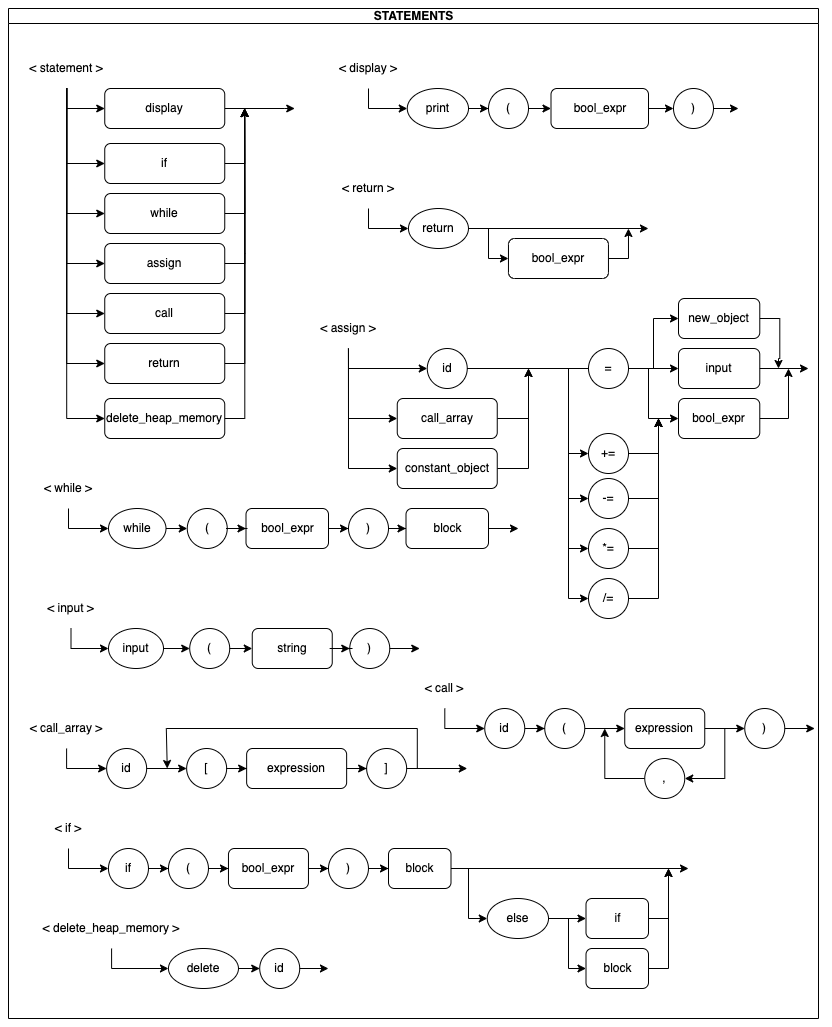 STATEMENTS
< statement >
display
if
while
assign
call
return
delete_heap_memory
< display >
print ( bool_expr )
< return >
return
bool_expr
< assign >
id
call_array
constant_object
=
+=
-=
*=
/=
new_object
input
bool_expr
< while >
while ( bool_expr ) block
< input >
input ( string )
< call >
id ( expression )
,
< call_array >
id [ expression ]
< if >
if ( bool_expr ) block
else if
block
< delete_heap_memory >
delete id